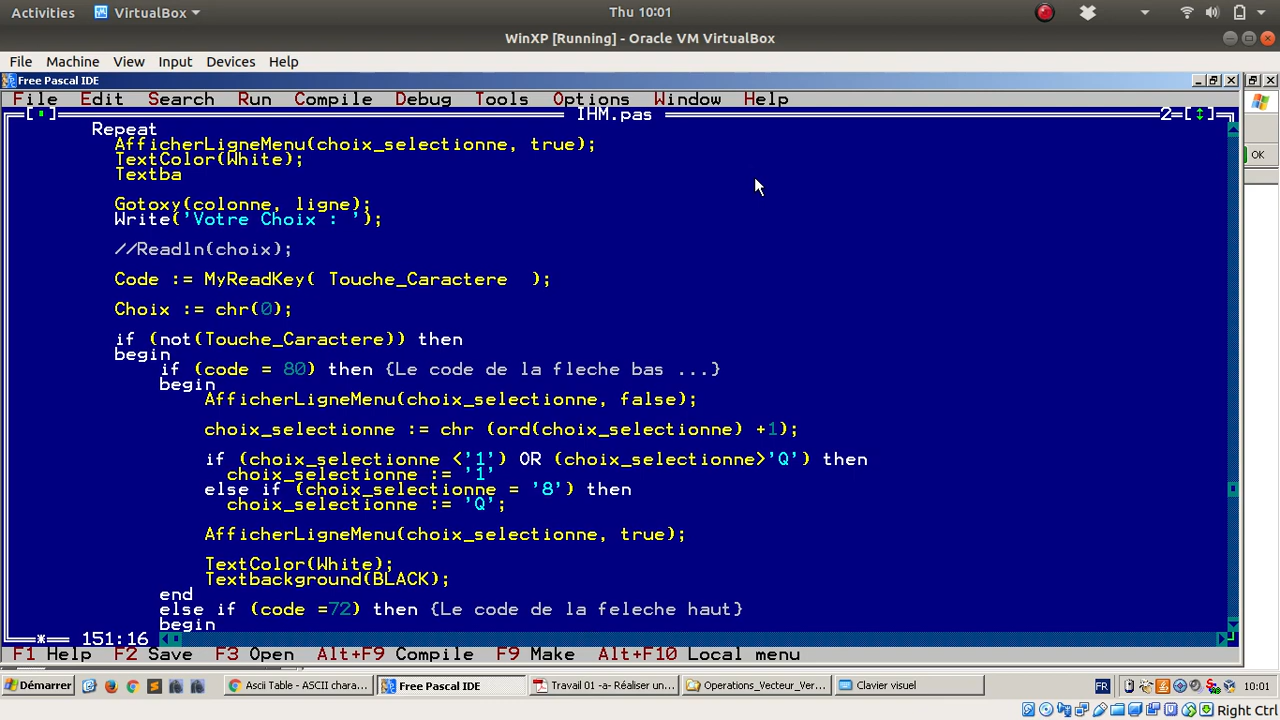 Activities VirtualBox Thu 10:01
WinXP [Running] - Oracle VM VirtualBox
File Machine View Input Devices Help
Free Pascal IDE
File Edit Search Run Compile Debug Tools Options Window Help
IHM.pas 2
Repeat
AfficherLigneMenu(choix_selectionne, true);
TextColor(White);
Textba
Gotoxy(colonne, ligne);
Write('Votre Choix : ');
//Readln(choix);
Code := MyReadKey( Touche_Caractere );
Choix := chr(0);
if (not(Touche_Caractere)) then
begin
if (code = 80) then {Le code de la fleche bas ...}
begin
AfficherLigneMenu(choix_selectionne, false);
choix_selectionne := chr (ord(choix_selectionne) +1);
if (choix_selectionne <'1') OR (choix_selectionne>'Q') then
choix_selectionne := '1'
else if (choix_selectionne = '8') then
choix_selectionne := 'Q';
AfficherLigneMenu(choix_selectionne, true);
TextColor(White);
Textbackground(BLACK);
end
else if (code =72) then {Le code de la feleche haut}
begin
151:16
F1 Help F2 Save F3 Open Alt+F9 Compile F9 Make Alt+F10 Local menu
OK
Démarrer Ascii Table - ASCII chara... Free Pascal IDE Travail 01 -a- Réaliser un... Operations_Vecteur_Ver... Clavier visuel FR 10:01
Right Ctrl